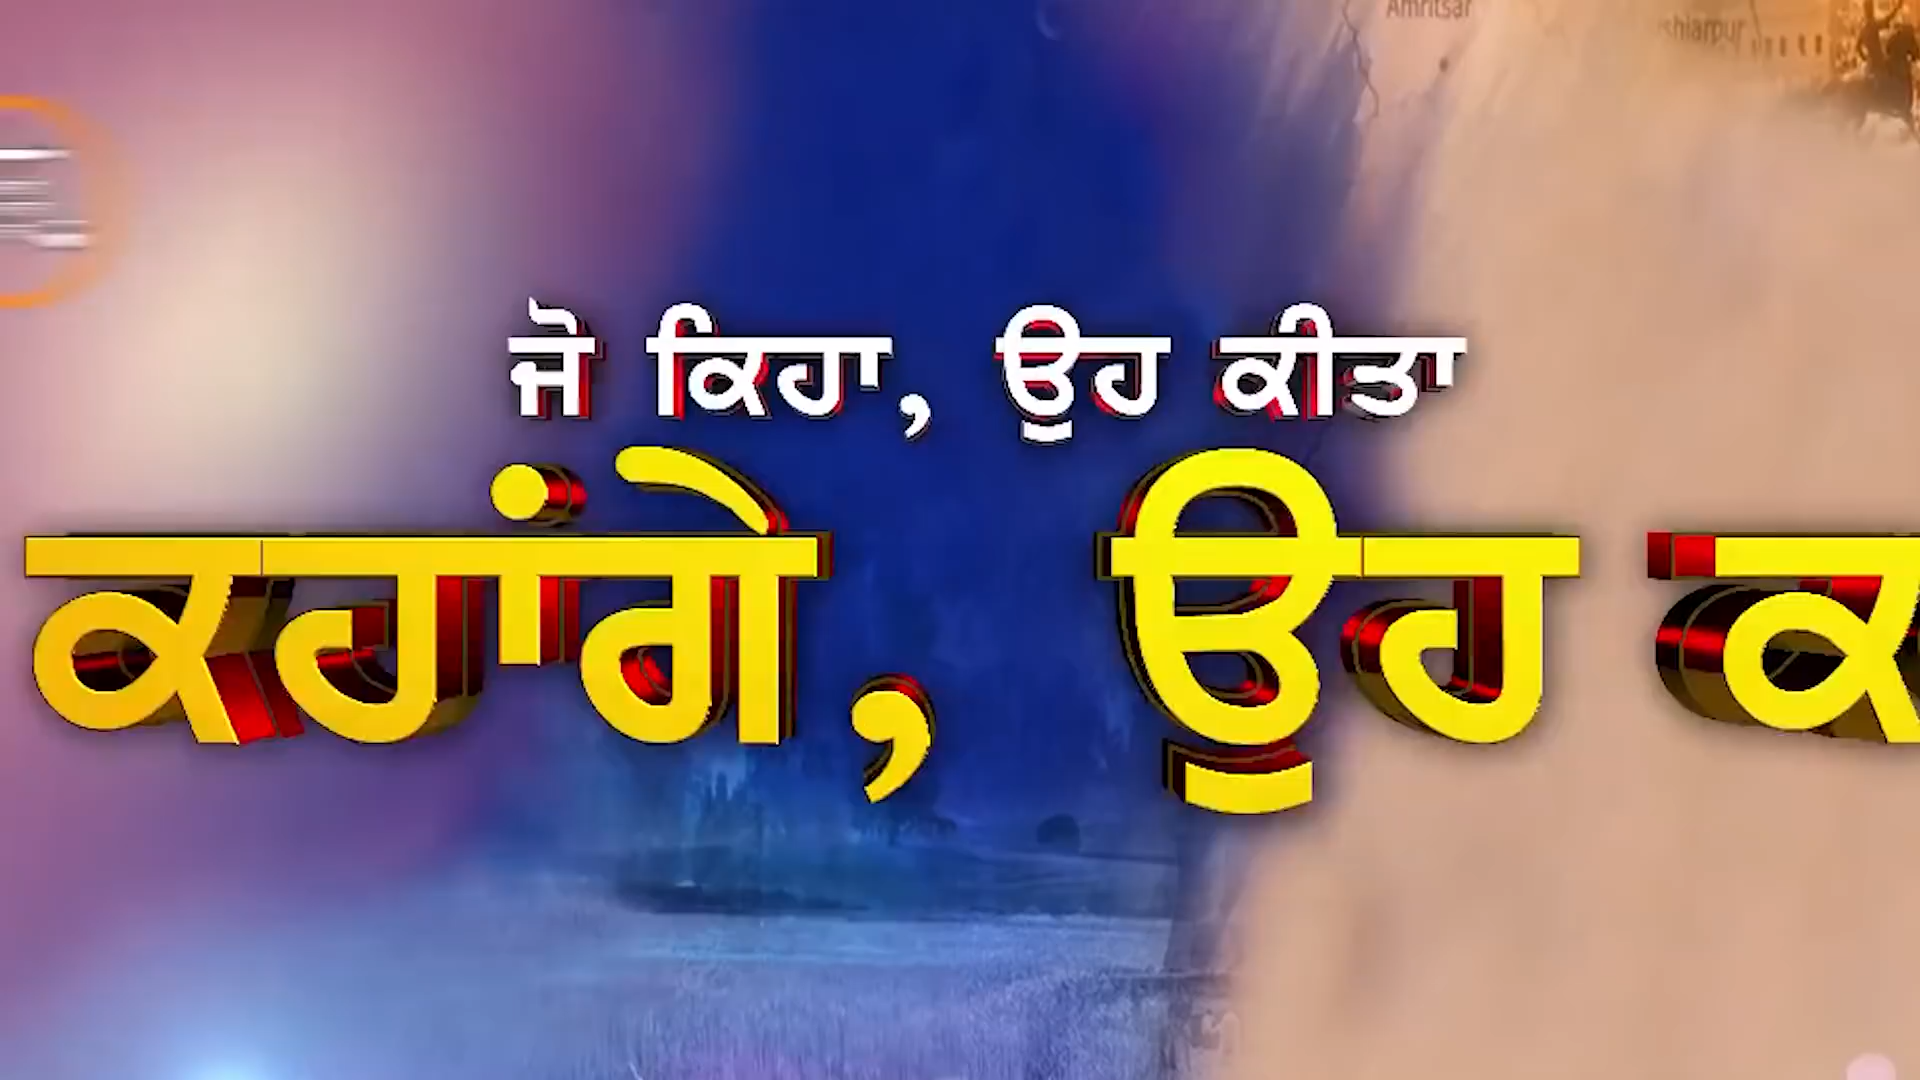 Amritsar
ਜੋ ਕਿਹਾ, ਉਹ ਕੀਤਾ
ਕਹਾਂਗੇ, ਉਹ ਕ